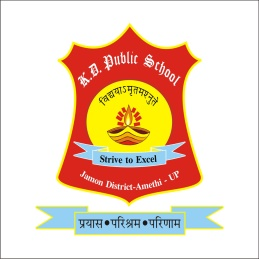 K.D. Public School
विद्ययाऽमृतमश्नुते
Strive to Excel
Jamon District-Amethi - UP
प्रयास•परिश्रम•परिणाम